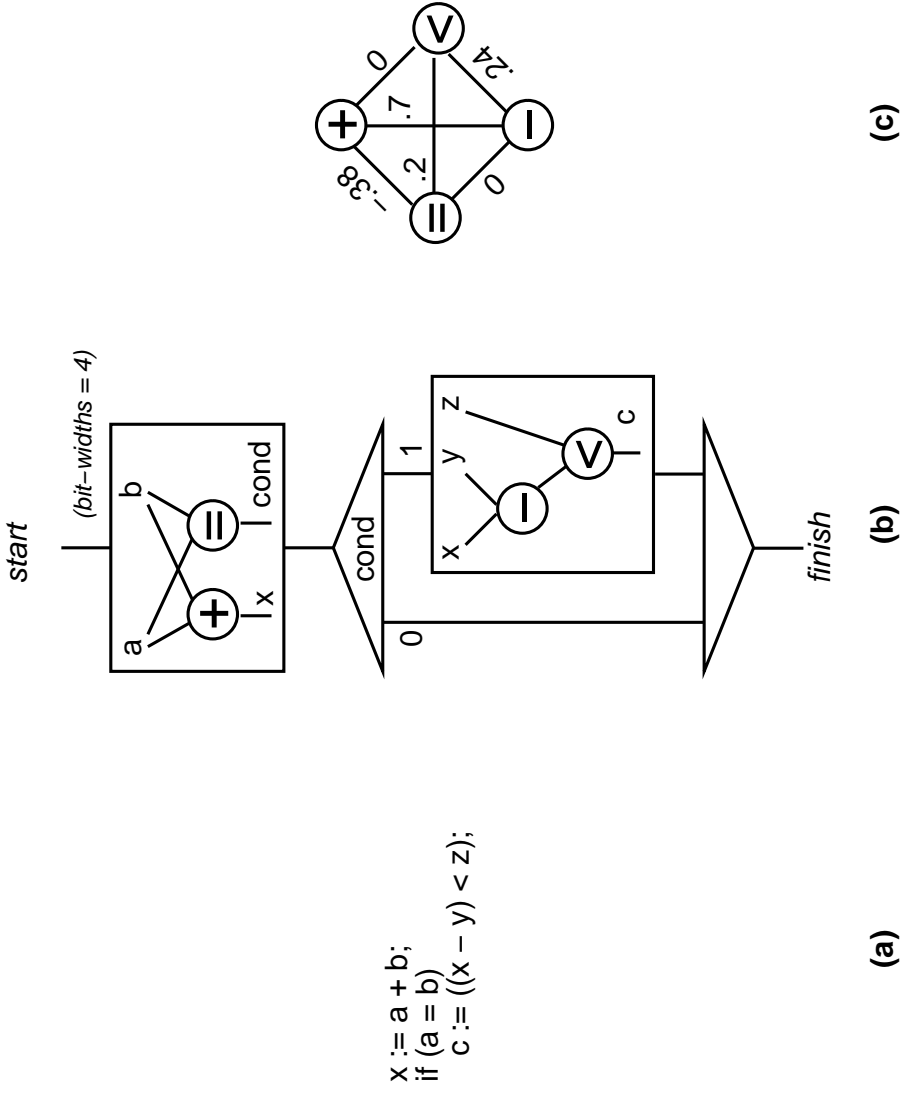 x := a + b;
if (a = b)
c := ((x − y) < z);
(a)
start
(bit−widths = 4)
a
b
+
=
x
cond
cond
0
1
x
y
z
−
<
c
finish
(b)
+
<
=
−
−.38
0
.7
.2
0
.24
(c)